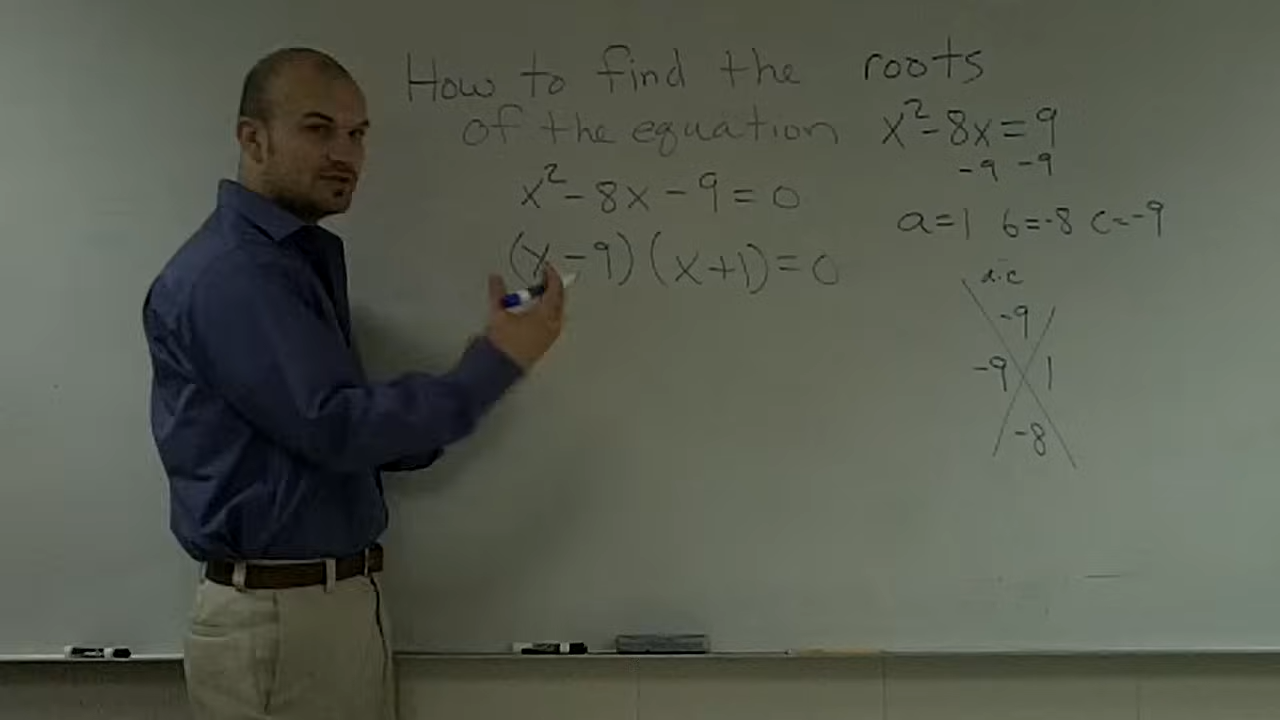 How to find the roots
of the equation x²-8x=9
-9 -9
x²-8x-9=0
a=1 b=-8 c=-9
(x-9)(x+1)=0
a·c
-9
-9 1
-8